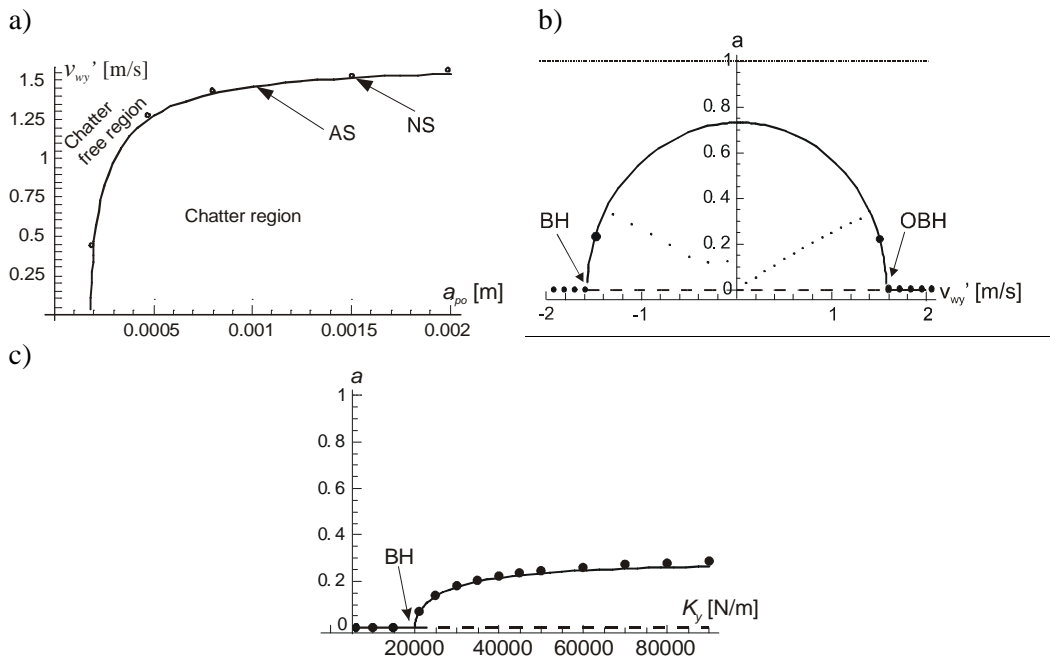 a)
v_wy' [m/s]
1.5
1.25
1
0.75
0.5
0.25
Chatter
free region
AS
NS
Chatter region
a_po [m]
0.0005 0.001 0.0015 0.002
b)
a
1
0.8
0.6
0.4
0.2
0
BH
OBH
v_wy' [m/s]
-2 -1 1 2
c)
a
1
0.8
0.6
0.4
0.2
0
BH
K_y [N/m]
20000 40000 60000 80000